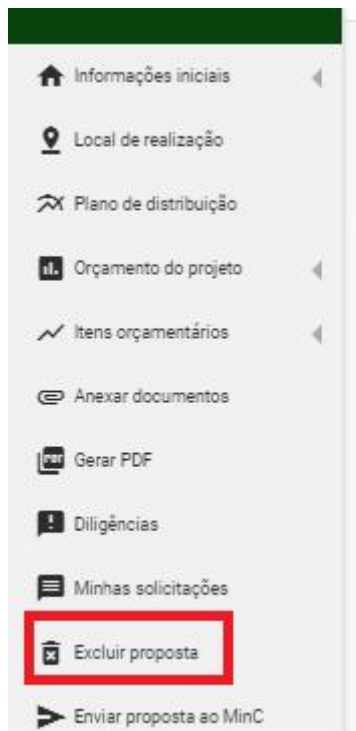 Informações iniciais
Local de realização
Plano de distribuição
Orçamento do projeto
Itens orçamentários
Anexar documentos
PDF Gerar PDF
Diligências
Minhas solicitações
Excluir proposta
Enviar proposta ao MinC